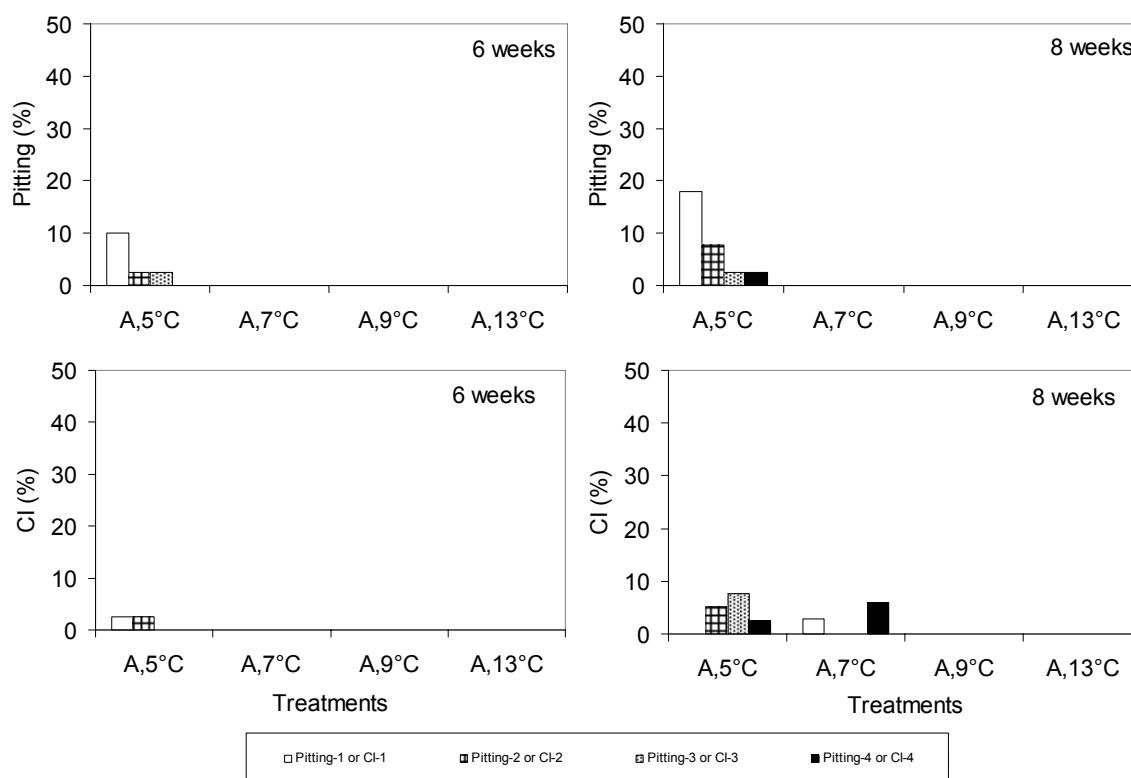 6 weeks
Pitting (%)
50
40
30
20
10
0
A,5°C A,7°C A,9°C A,13°C
8 weeks
Pitting (%)
50
40
30
20
10
0
A,5°C A,7°C A,9°C A,13°C
6 weeks
CI (%)
50
40
30
20
10
0
A,5°C A,7°C A,9°C A,13°C
Treatments
8 weeks
CI (%)
50
40
30
20
10
0
A,5°C A,7°C A,9°C A,13°C
Treatments
Pitting-1 or CI-1 Pitting-2 or CI-2 Pitting-3 or CI-3 Pitting-4 or CI-4